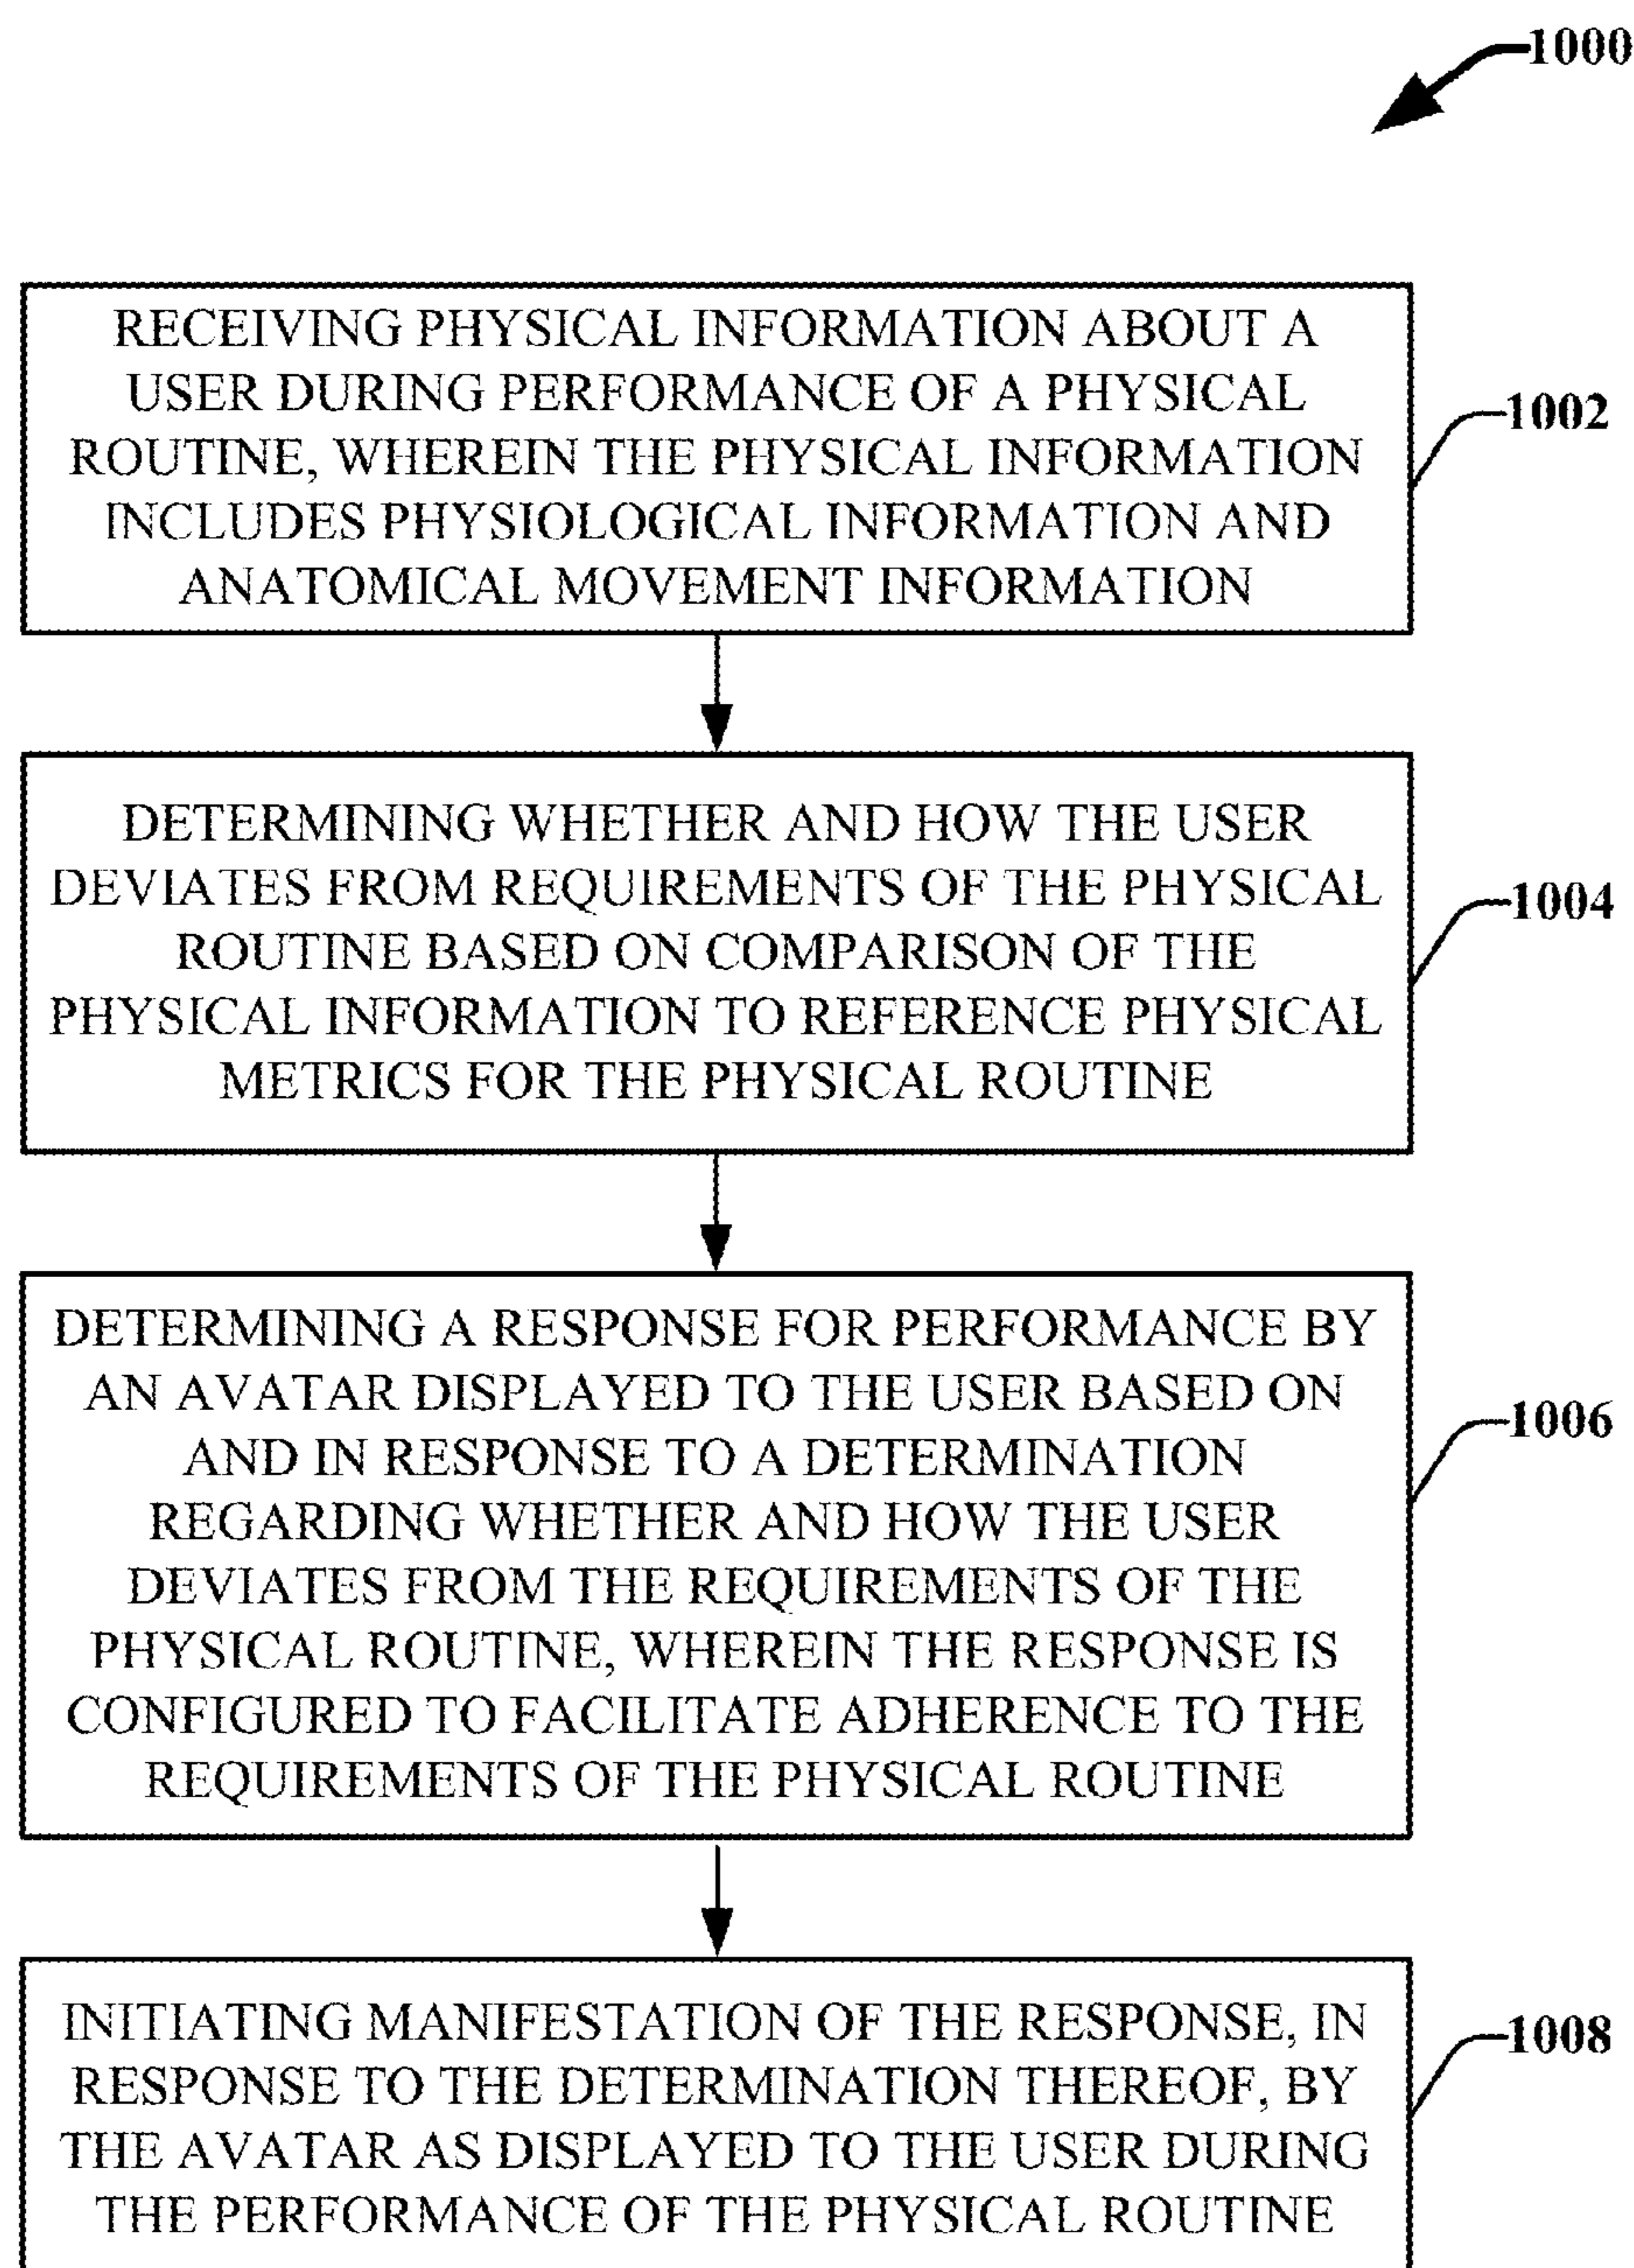 1000
RECEIVING PHYSICAL INFORMATION ABOUT A
USER DURING PERFORMANCE OF A PHYSICAL
ROUTINE, WHEREIN THE PHYSICAL INFORMATION
INCLUDES PHYSIOLOGICAL INFORMATION AND
ANATOMICAL MOVEMENT INFORMATION
1002
DETERMINING WHETHER AND HOW THE USER
DEVIATES FROM REQUIREMENTS OF THE PHYSICAL
ROUTINE BASED ON COMPARISON OF THE
PHYSICAL INFORMATION TO REFERENCE PHYSICAL
METRICS FOR THE PHYSICAL ROUTINE
1004
DETERMINING A RESPONSE FOR PERFORMANCE BY
AN AVATAR DISPLAYED TO THE USER BASED ON
AND IN RESPONSE TO A DETERMINATION
REGARDING WHETHER AND HOW THE USER
DEVIATES FROM THE REQUIREMENTS OF THE
PHYSICAL ROUTINE, WHEREIN THE RESPONSE IS
CONFIGURED TO FACILITATE ADHERENCE TO THE
REQUIREMENTS OF THE PHYSICAL ROUTINE
1006
INITIATING MANIFESTATION OF THE RESPONSE, IN
RESPONSE TO THE DETERMINATION THEREOF, BY
THE AVATAR AS DISPLAYED TO THE USER DURING
THE PERFORMANCE OF THE PHYSICAL ROUTINE
1008